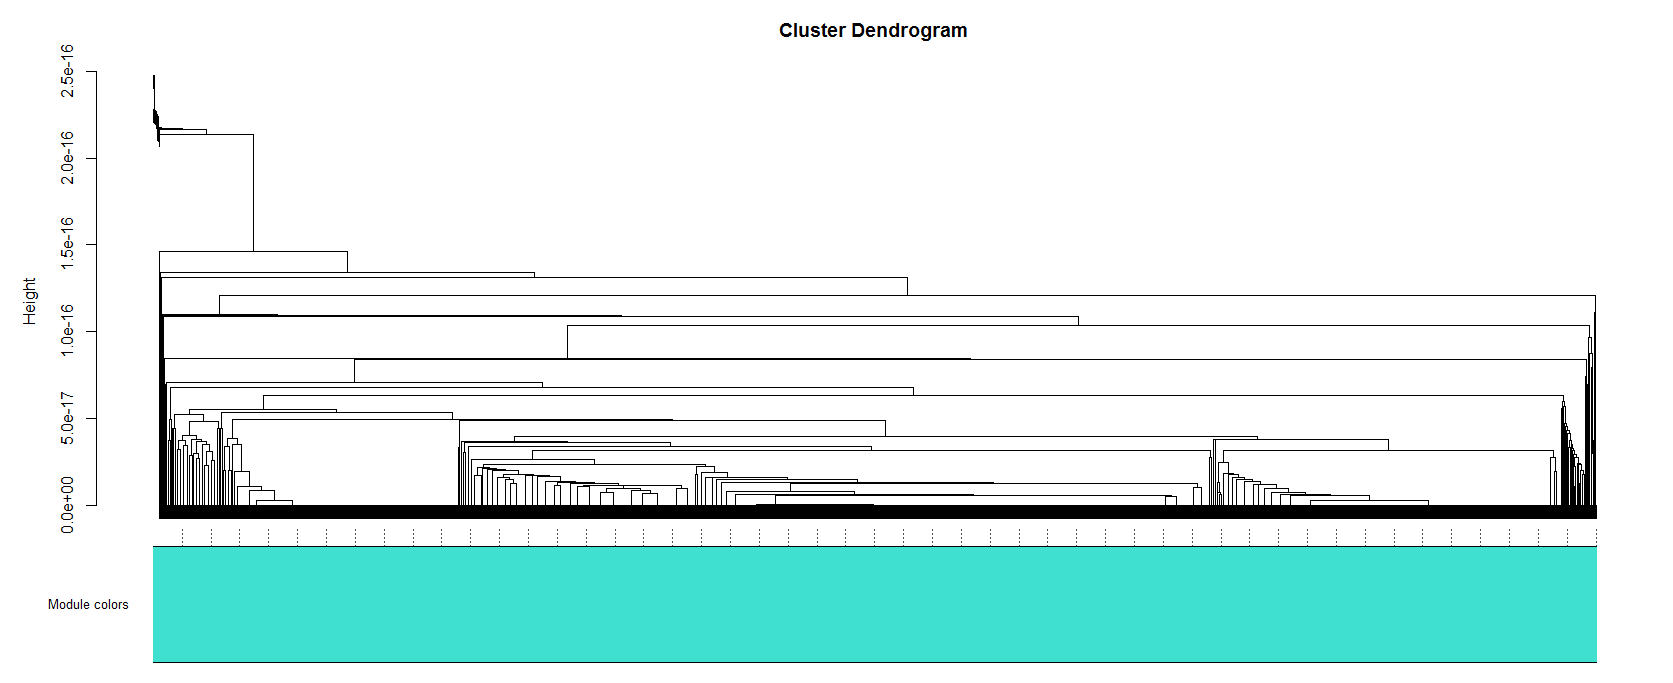 Cluster Dendrogram
Height
2.5e-16
2.0e-16
1.5e-16
1.0e-16
5.0e-17
0.0e+00
Module colors